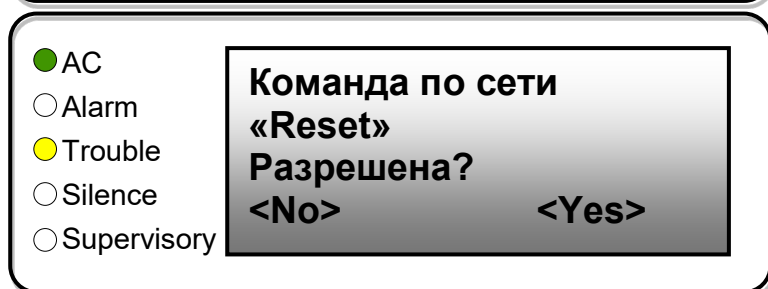 AC
Alarm
Trouble
Silence
Supervisory
Команда по сети
«Reset»
Разрешена?
<No> <Yes>